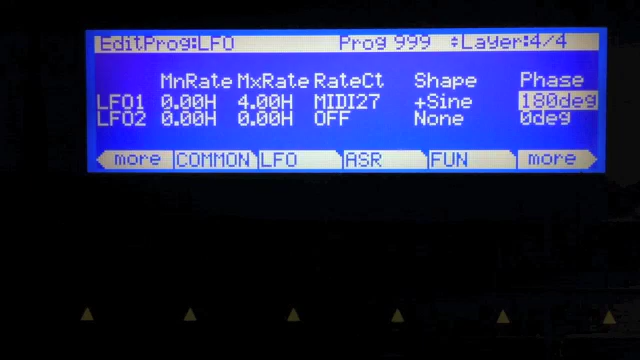 EditProg:LFO Prog 999 ÷Layer:4/4
MnRate MxRate RateCt Shape Phase
LFO1 0.00H 4.00H MIDI27 +Sine 180deg
LFO2 0.00H 0.00H OFF None 0deg
more COMMON LFO ASR FUN more